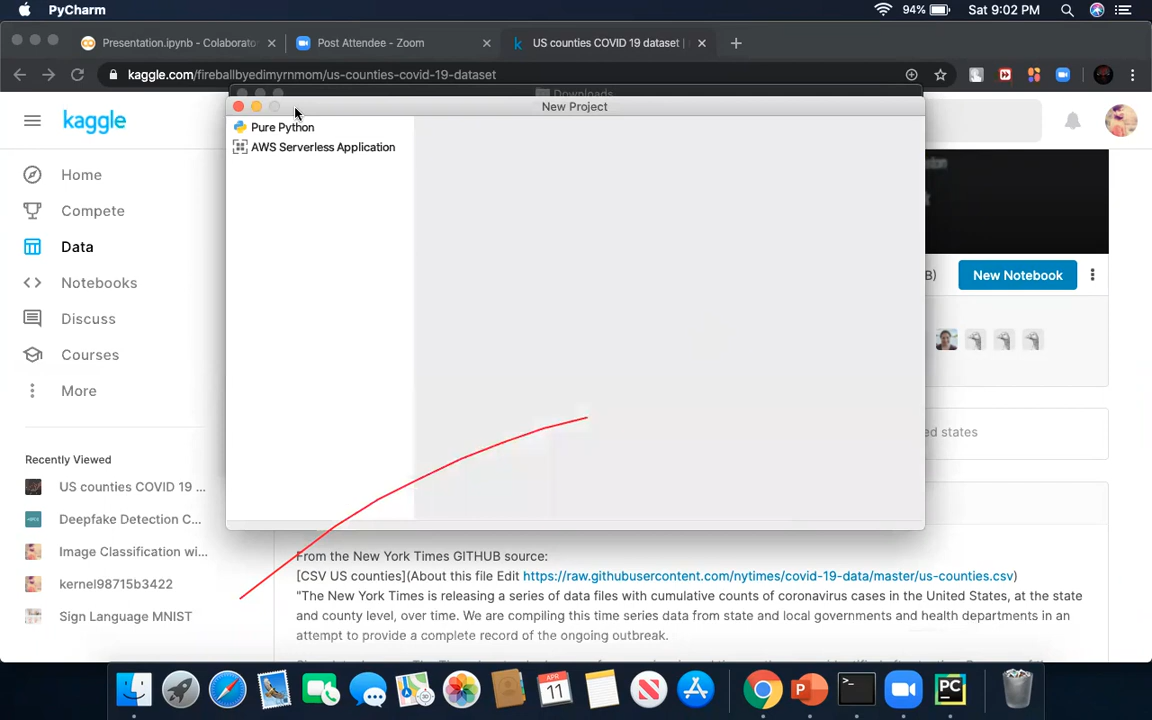 PyCharm
94%
Sat 9:02 PM
Presentation.ipynb - Colaborato
Post Attendee - Zoom
US counties COVID 19 dataset |
kaggle.com/fireballbyedimyrnmom/us-counties-covid-19-dataset
Downloads
New Project
kaggle
Pure Python
AWS Serverless Application
Home
Compete
Data
Notebooks
Discuss
Courses
More
B)
New Notebook
ed states
Recently Viewed
US counties COVID 19 ...
Deepfake Detection C...
Image Classification wi...
kernel98715b3422
Sign Language MNIST
From the New York Times GITHUB source:
[CSV US counties](About this file Edit https://raw.githubusercontent.com/nytimes/covid-19-data/master/us-counties.csv)
"The New York Times is releasing a series of data files with cumulative counts of coronavirus cases in the United States, at the state
and county level, over time. We are compiling this time series data from state and local governments and health departments in an
attempt to provide a complete record of the ongoing outbreak.
APR
11
PC